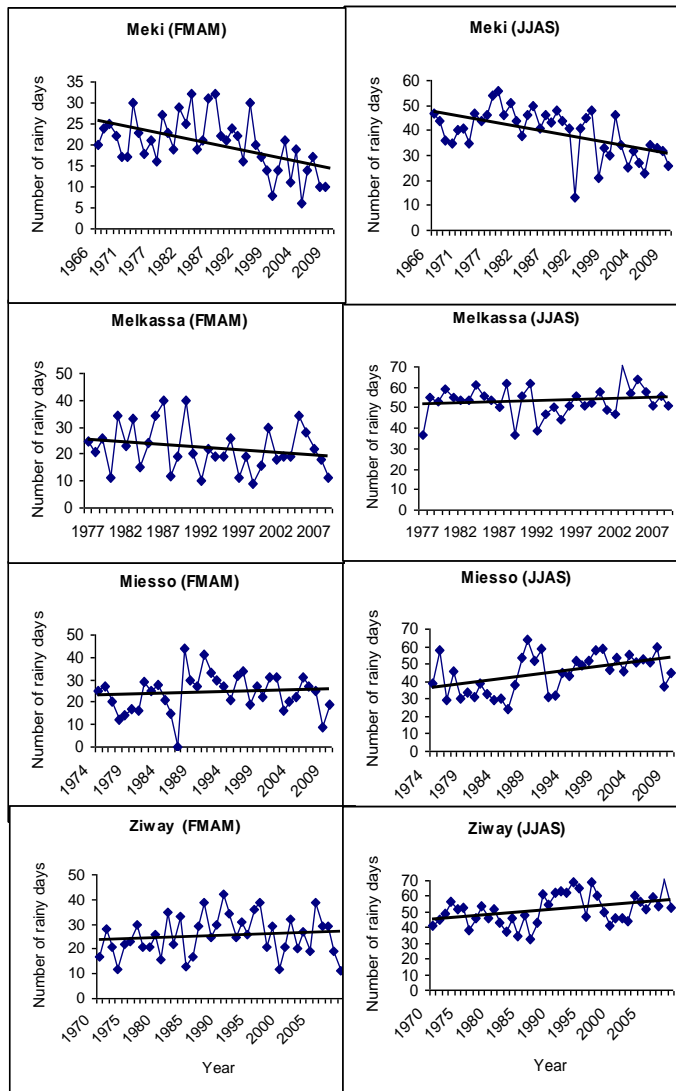 Meki (FMAM)
Number of rainy days
35
30
25
20
15
10
5
0
1966 1971 1977 1982 1987 1992 1999 2004 2009
Meki (JJAS)
Number of rainy days
60
50
40
30
20
10
0
1966 1971 1977 1982 1987 1992 1999 2004 2009
Melkassa (FMAM)
Number of rainy days
50
40
30
20
10
0
1977 1982 1987 1992 1997 2002 2007
Melkassa (JJAS)
Number of rainy days
70
60
50
40
30
20
10
0
1977 1982 1987 1992 1997 2002 2007
Miesso (FMAM)
Number of rainy days
50
40
30
20
10
0
1974 1979 1984 1989 1994 1999 2004 2009
Miesso (JJAS)
Number of rainy days
70
60
50
40
30
20
10
0
1974 1979 1984 1989 1994 1999 2004 2009
Ziway (FMAM)
Number of rainy days
50
40
30
20
10
0
1970 1975 1980 1985 1990 1995 2000 2005
Year
Ziway (JJAS)
Number of rainy days
70
60
50
40
30
20
10
0
1970 1975 1980 1985 1990 1995 2000 2005
Year